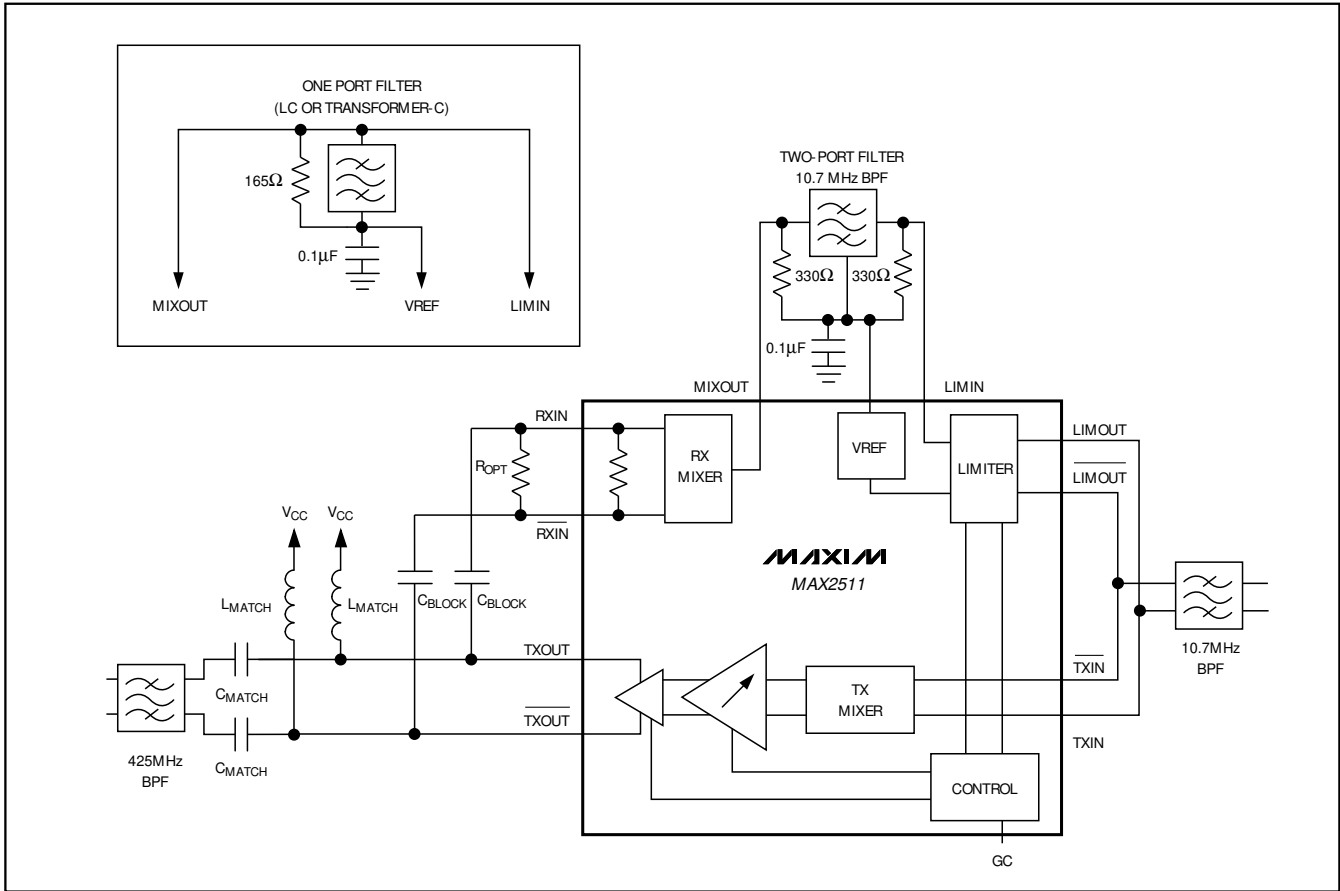 ONE PORT FILTER
(LC OR TRANSFORMER-C)
165Ω
0.1µF
MIXOUT
VREF
LIMIN
TWO-PORT FILTER
10.7 MHz BPF
330Ω
330Ω
0.1µF
MIXOUT
LIMIN
RXIN
ROPT
RXIN
RX
MIXER
VREF
LIMITER
LIMOUT
LIMOUT
VCC
VCC
LMATCH
LMATCH
CBLOCK
CBLOCK
MAXIM
MAX2511
10.7MHz
BPF
TXOUT
TXOUT
CMATCH
CMATCH
425MHz
BPF
TX
MIXER
TXIN
TXIN
CONTROL
GC